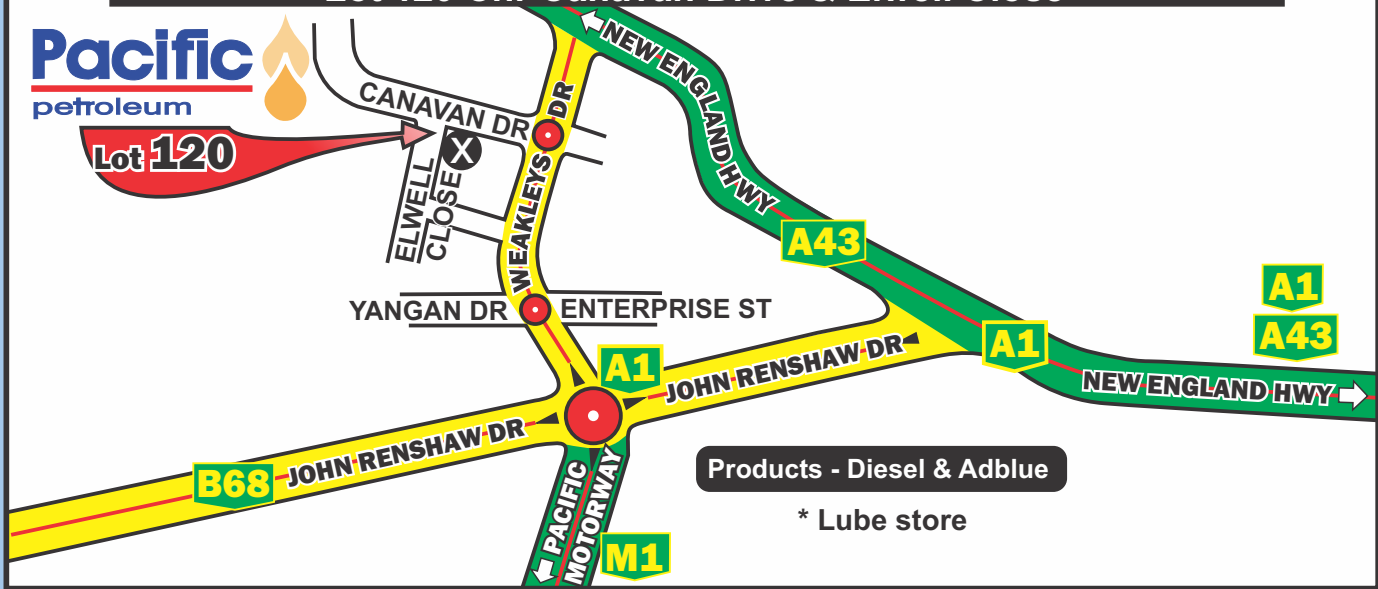 Pacific
petroleum
Lot 120
NEW ENGLAND HWY
CANAVAN DR
WEAKLEYS DR
X
ELWELL
CLOSE
A43
A1
A43
YANGAN DR
ENTERPRISE ST
A1
A1
JOHN RENSHAW DR
NEW ENGLAND HWY
JOHN RENSHAW DR
B68
PACIFIC
MOTORWAY
M1
Products - Diesel & Adblue
* Lube store